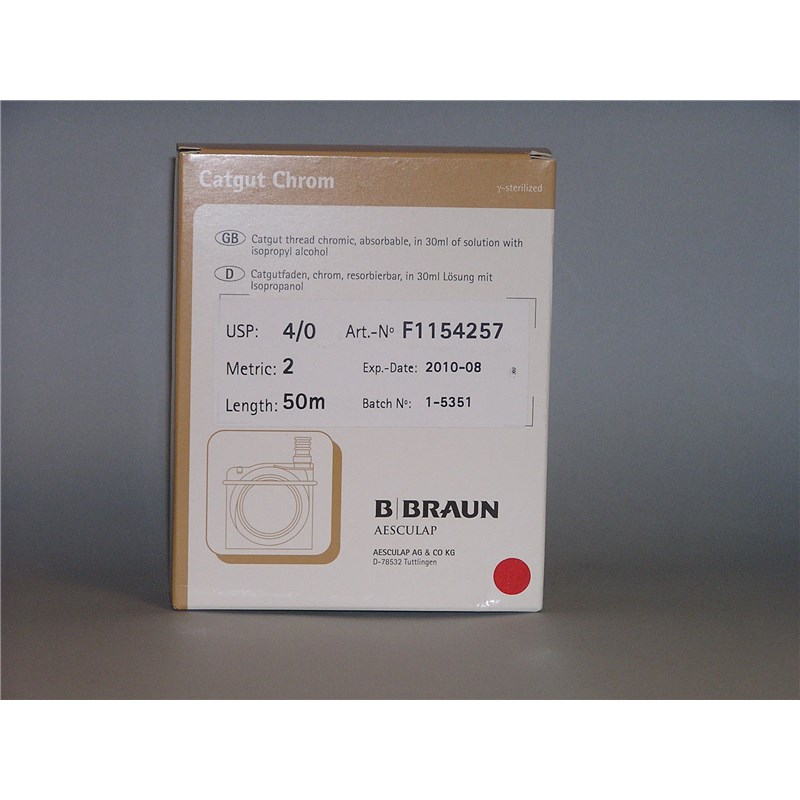 Catgut Chrom
γ-sterilized
GB Catgut thread chromic, absorbable, in 30ml of solution with
isopropyl alcohol
D Catgutfaden, chrom, resorbierbar, in 30ml Lösung mit
Isopropanol
USP: 4/0 Art.-Nº F1154257
Metric: 2 Exp.-Date: 2010-08
Length: 50m Batch Nº: 1-5351
B|BRAUN
AESCULAP
AESCULAP AG & CO KG
D-78532 Tuttlingen